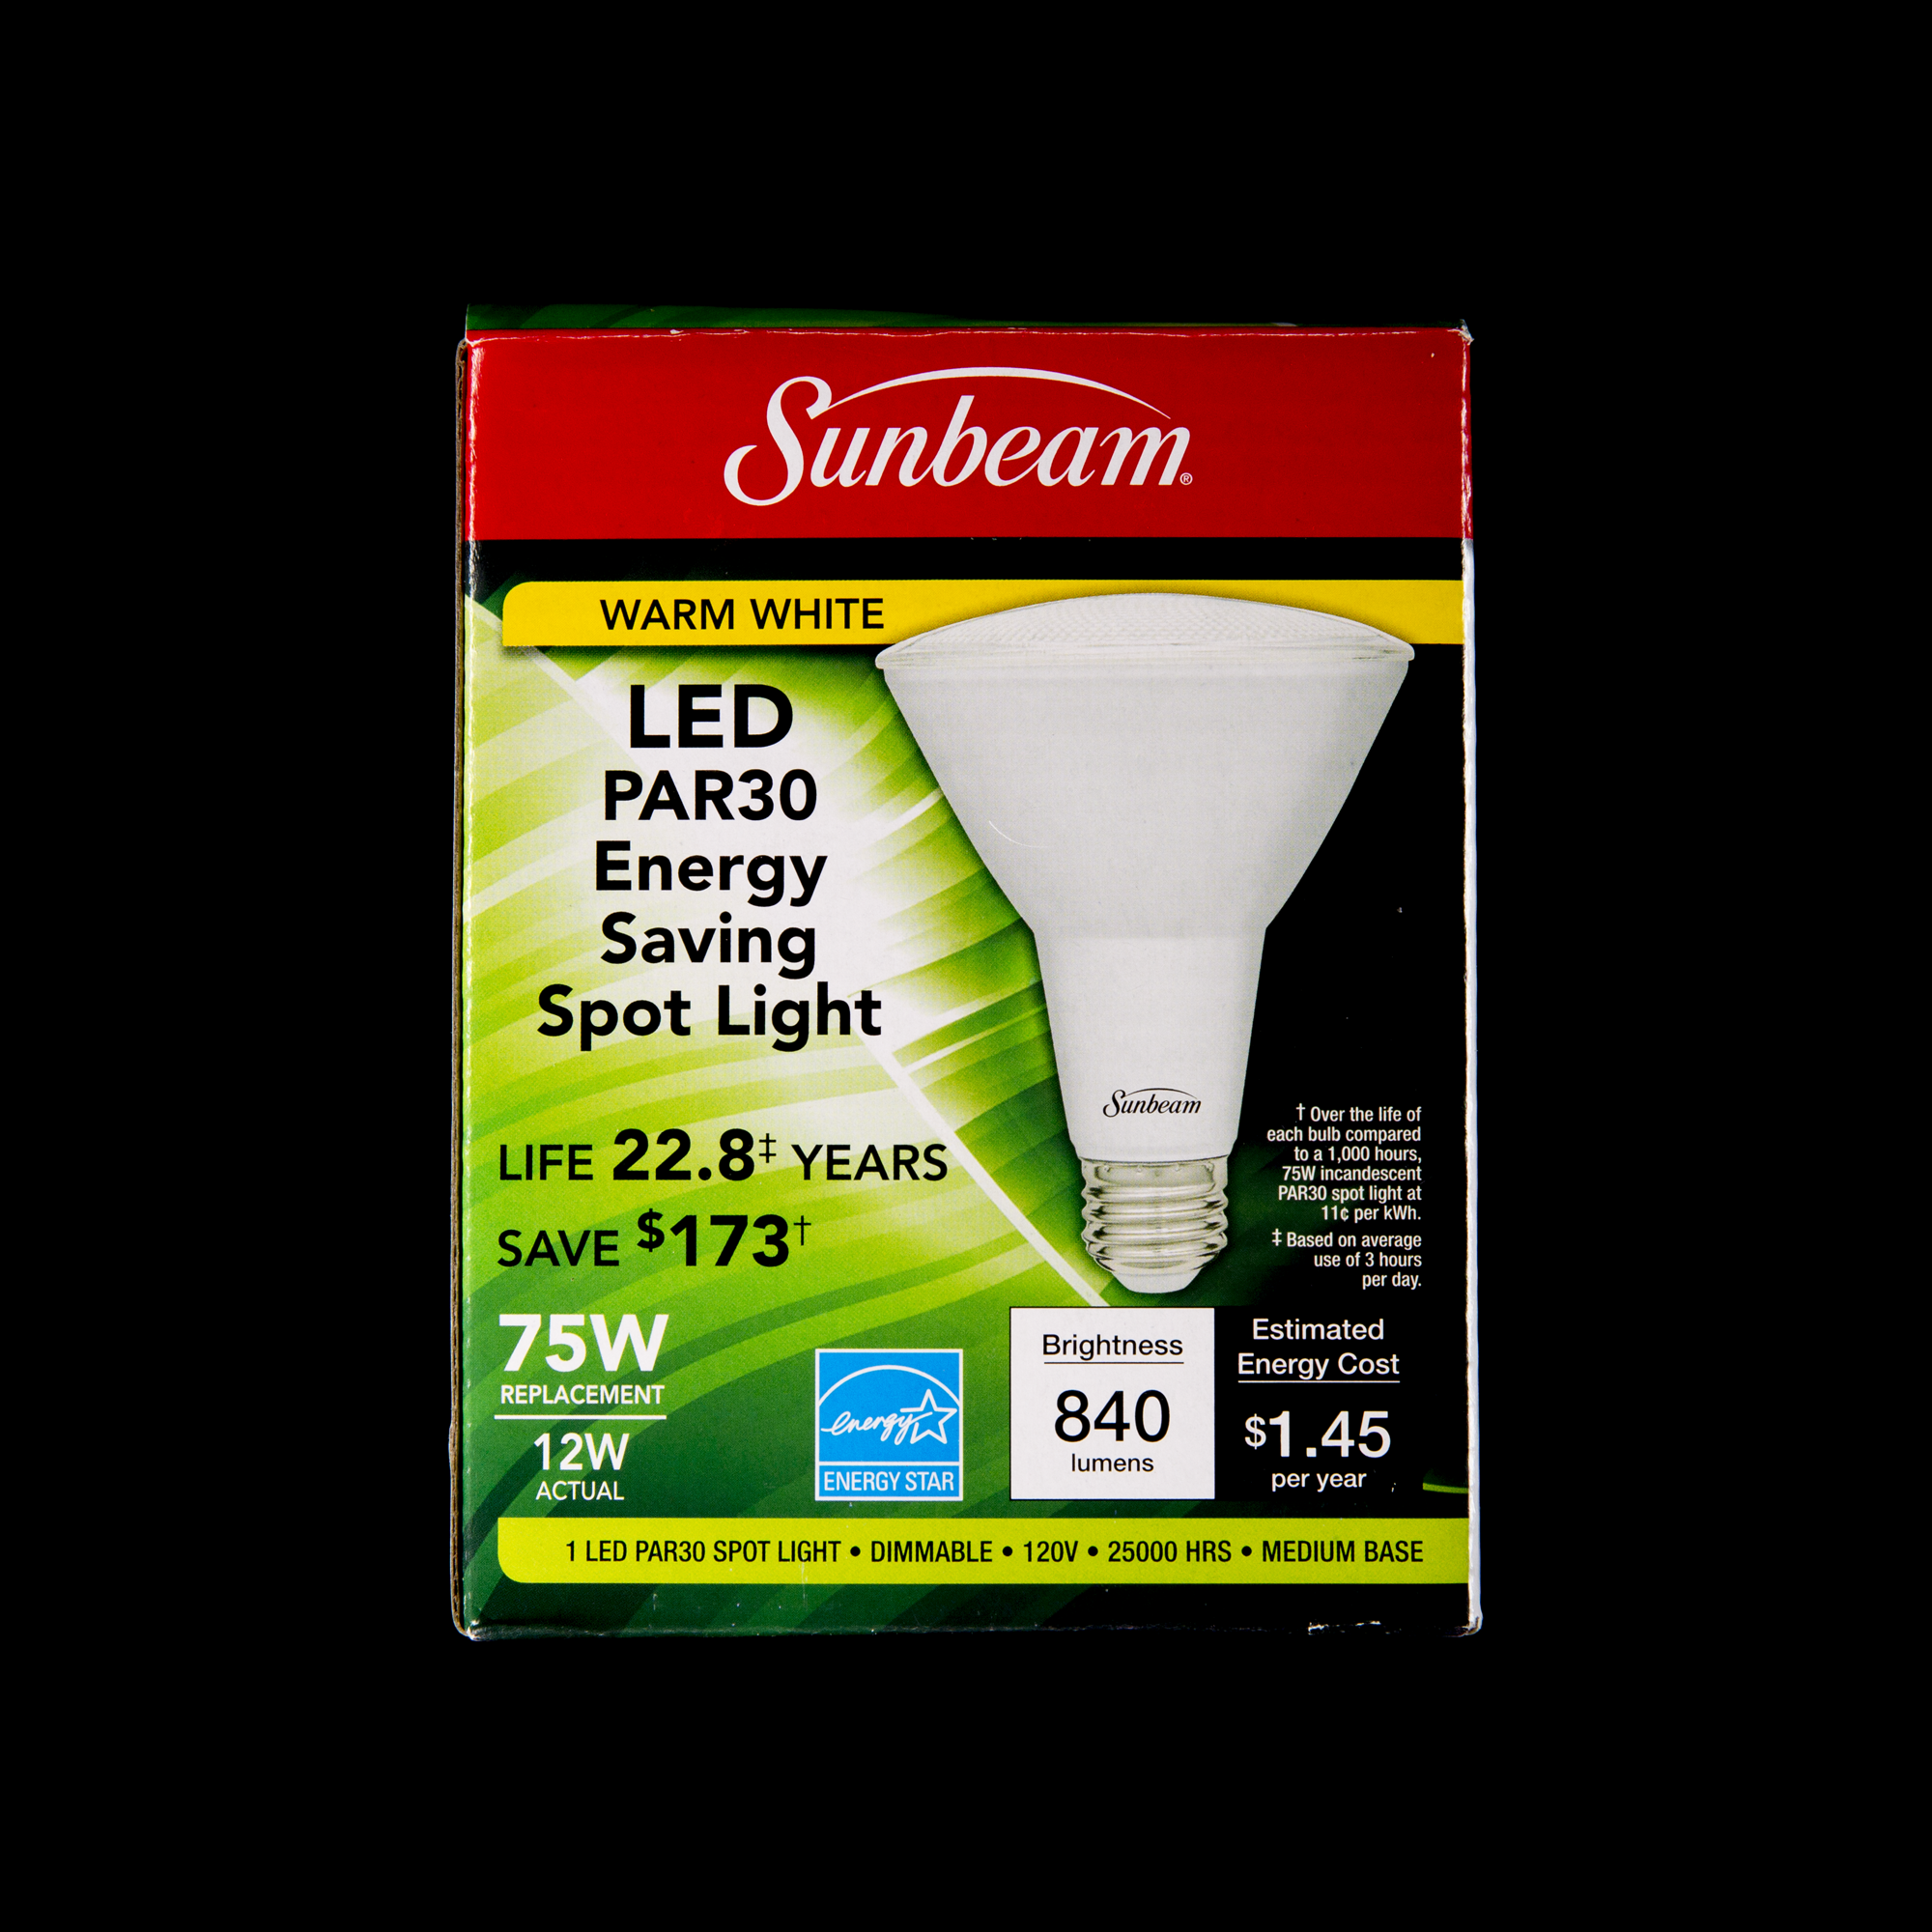 Sunbeam®
WARM WHITE
LED
PAR30
Energy
Saving
Spot Light
LIFE 22.8‡ YEARS
SAVE $173†
Sunbeam
† Over the life of
each bulb compared
to a 1,000 hours,
75W incandescent
PAR30 spot light at
11¢ per kWh.
‡ Based on average
use of 3 hours
per day.
75W
REPLACEMENT
12W
ACTUAL
energy
ENERGY STAR
Brightness
840
lumens
Estimated
Energy Cost
$1.45
per year
1 LED PAR30 SPOT LIGHT • DIMMABLE • 120V • 25000 HRS • MEDIUM BASE